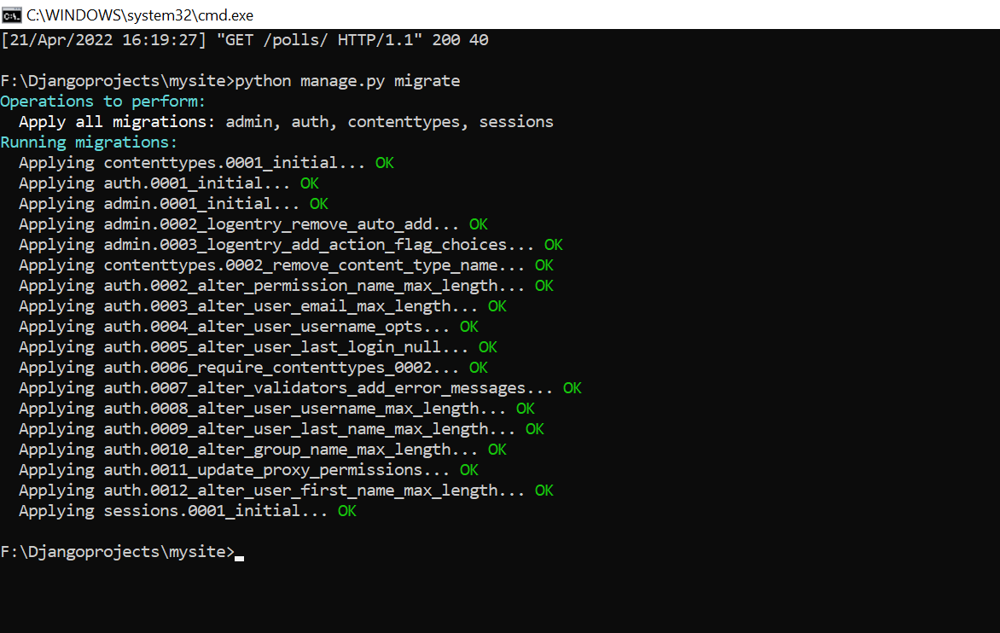 C:\WINDOWS\system32\cmd.exe
[21/Apr/2022 16:19:27] "GET /polls/ HTTP/1.1" 200 40
F:\Djangoprojects\mysite>python manage.py migrate
Operations to perform:
  Apply all migrations: admin, auth, contenttypes, sessions
Running migrations:
  Applying contenttypes.0001_initial... OK
  Applying auth.0001_initial... OK
  Applying admin.0001_initial... OK
  Applying admin.0002_logentry_remove_auto_add... OK
  Applying admin.0003_logentry_add_action_flag_choices... OK
  Applying contenttypes.0002_remove_content_type_name... OK
  Applying auth.0002_alter_permission_name_max_length... OK
  Applying auth.0003_alter_user_email_max_length... OK
  Applying auth.0004_alter_user_username_opts... OK
  Applying auth.0005_alter_user_last_login_null... OK
  Applying auth.0006_require_contenttypes_0002... OK
  Applying auth.0007_alter_validators_add_error_messages... OK
  Applying auth.0008_alter_user_username_max_length... OK
  Applying auth.0009_alter_user_last_name_max_length... OK
  Applying auth.0010_alter_group_name_max_length... OK
  Applying auth.0011_update_proxy_permissions... OK
  Applying auth.0012_alter_user_first_name_max_length... OK
  Applying sessions.0001_initial... OK
F:\Djangoprojects\mysite>